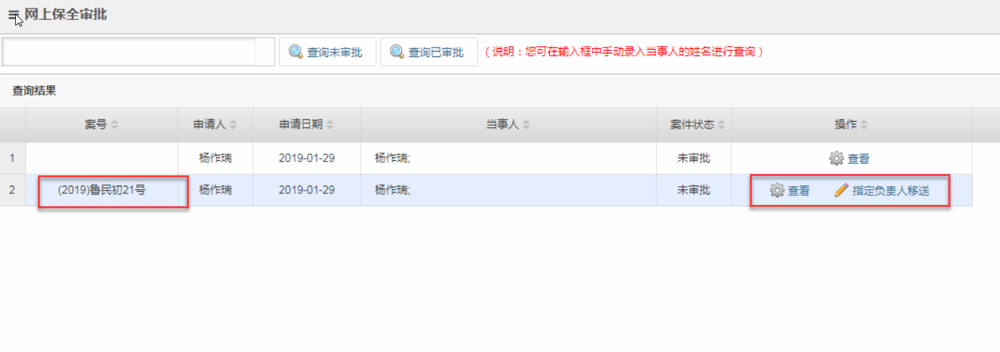 网上保全审批
查询未审批 查询已审批 (说明:您可在输入框中手动录入当事人的姓名进行查询)
查询结果
案号 申请人 申请日期 当事人 案件状态 操作
1 杨作瑞 2019-01-29 杨作瑞; 未审批 查看
2 (2019)鲁民初21号 杨作瑞 2019-01-29 杨作瑞; 未审批 查看 指定负责人移送